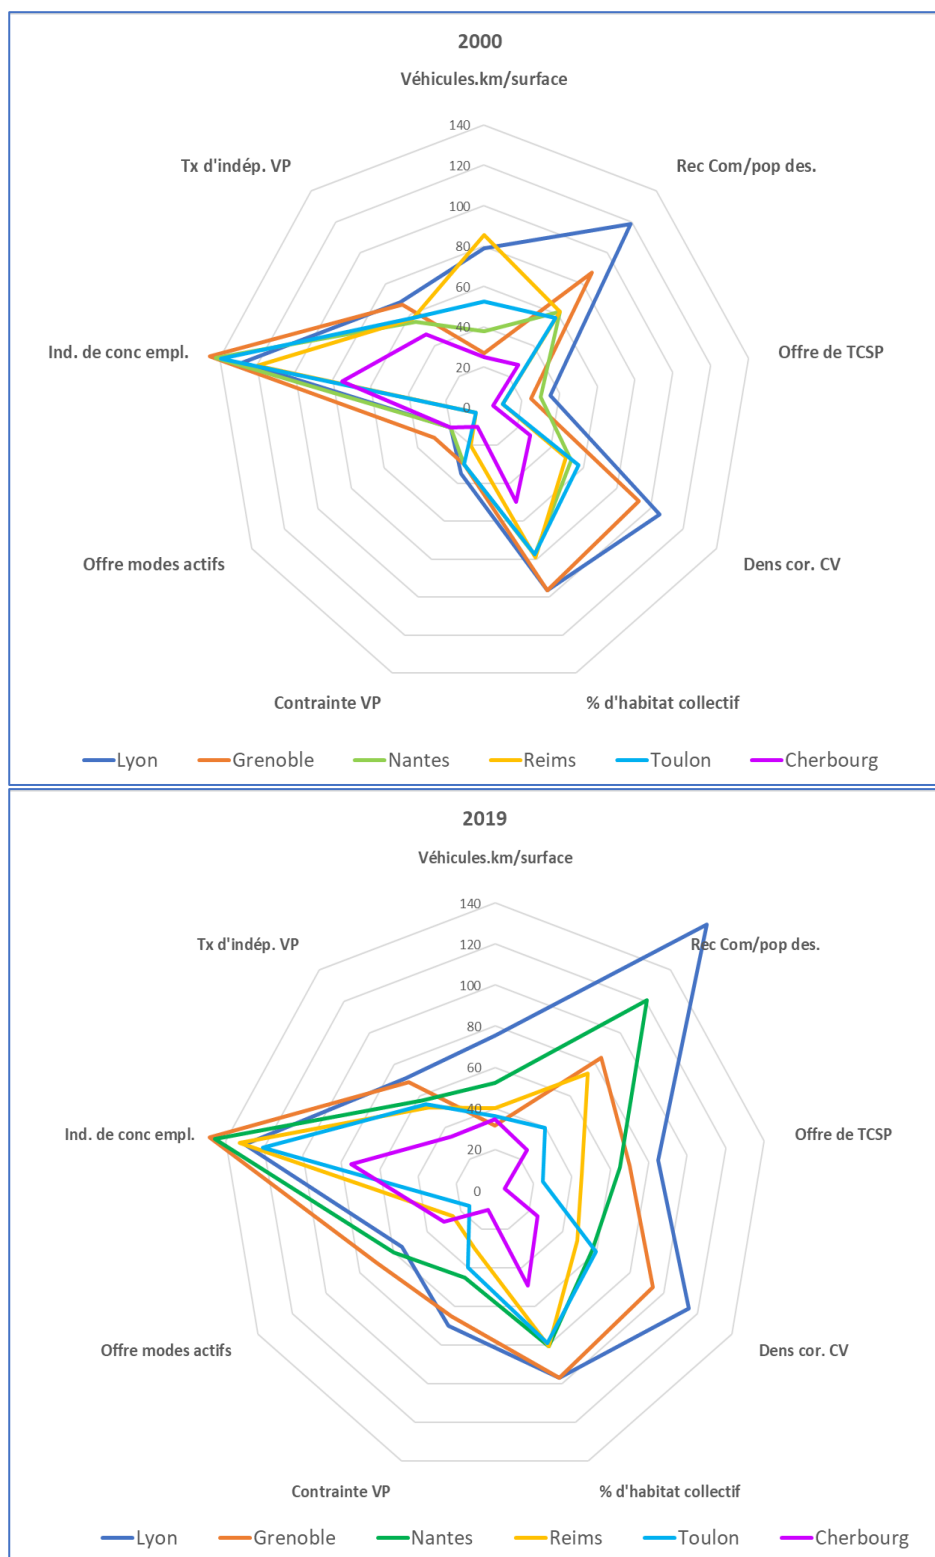 2000
Véhicules.km/surface
140
Tx d'indép. VP
Rec Com/pop des.
120
100
80
60
Ind. de conc empl.
Offre de TCSP
40
20
0
Offre modes actifs
Dens cor. CV
Contrainte VP
% d'habitat collectif
Lyon Grenoble Nantes Reims Toulon Cherbourg
2019
Véhicules.km/surface
140
Tx d'indép. VP
Rec Com/pop des.
120
100
80
60
Ind. de conc empl.
Offre de TCSP
40
20
0
Offre modes actifs
Dens cor. CV
Contrainte VP
% d'habitat collectif
Lyon Grenoble Nantes Reims Toulon Cherbourg